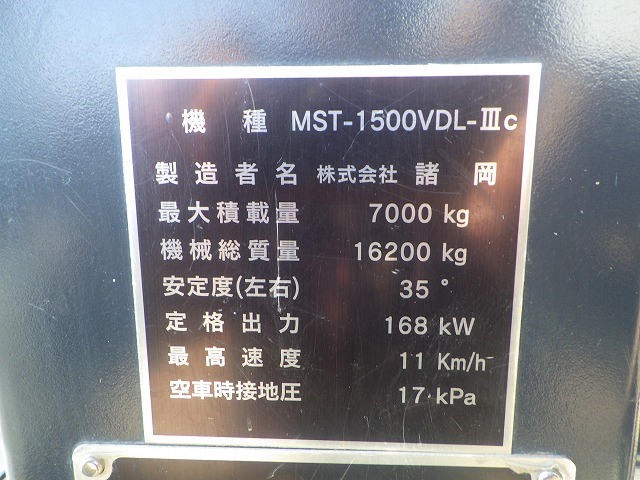 機種 MST-1500VDL-Ⅲc
製造者名 株式会社 諸岡
最大積載量 7000 kg
機械総質量 16200 kg
安定度(左右) 35 °
定格出力 168 kW
最高速度 11 Km/h
空車時接地圧 17 kPa